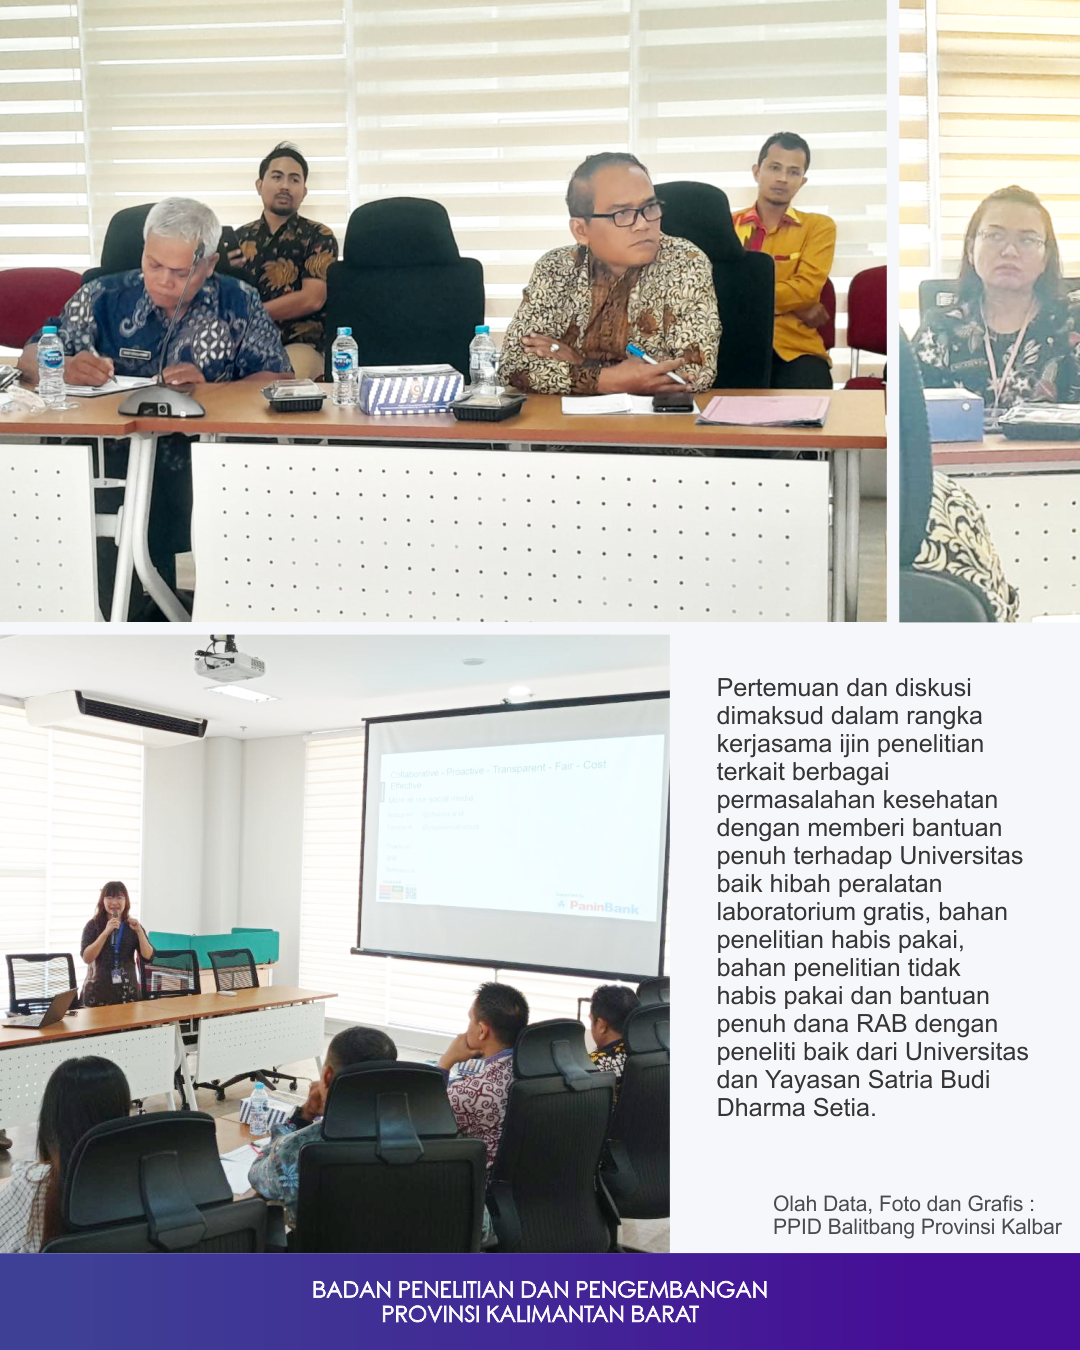 Collaborative - Proactive - Transparent - Fair - Cost
Effective
PaninBank
Pertemuan dan diskusi
dimaksud dalam rangka
kerjasama ijin penelitian
terkait berbagai
permasalahan kesehatan
dengan memberi bantuan
penuh terhadap Universitas
baik hibah peralatan
laboratorium gratis, bahan
penelitian habis pakai,
bahan penelitian tidak
habis pakai dan bantuan
penuh dana RAB dengan
peneliti baik dari Universitas
dan Yayasan Satria Budi
Dharma Setia.
Olah Data, Foto dan Grafis :
PPID Balitbang Provinsi Kalbar
BADAN PENELITIAN DAN PENGEMBANGAN
PROVINSI KALIMANTAN BARAT